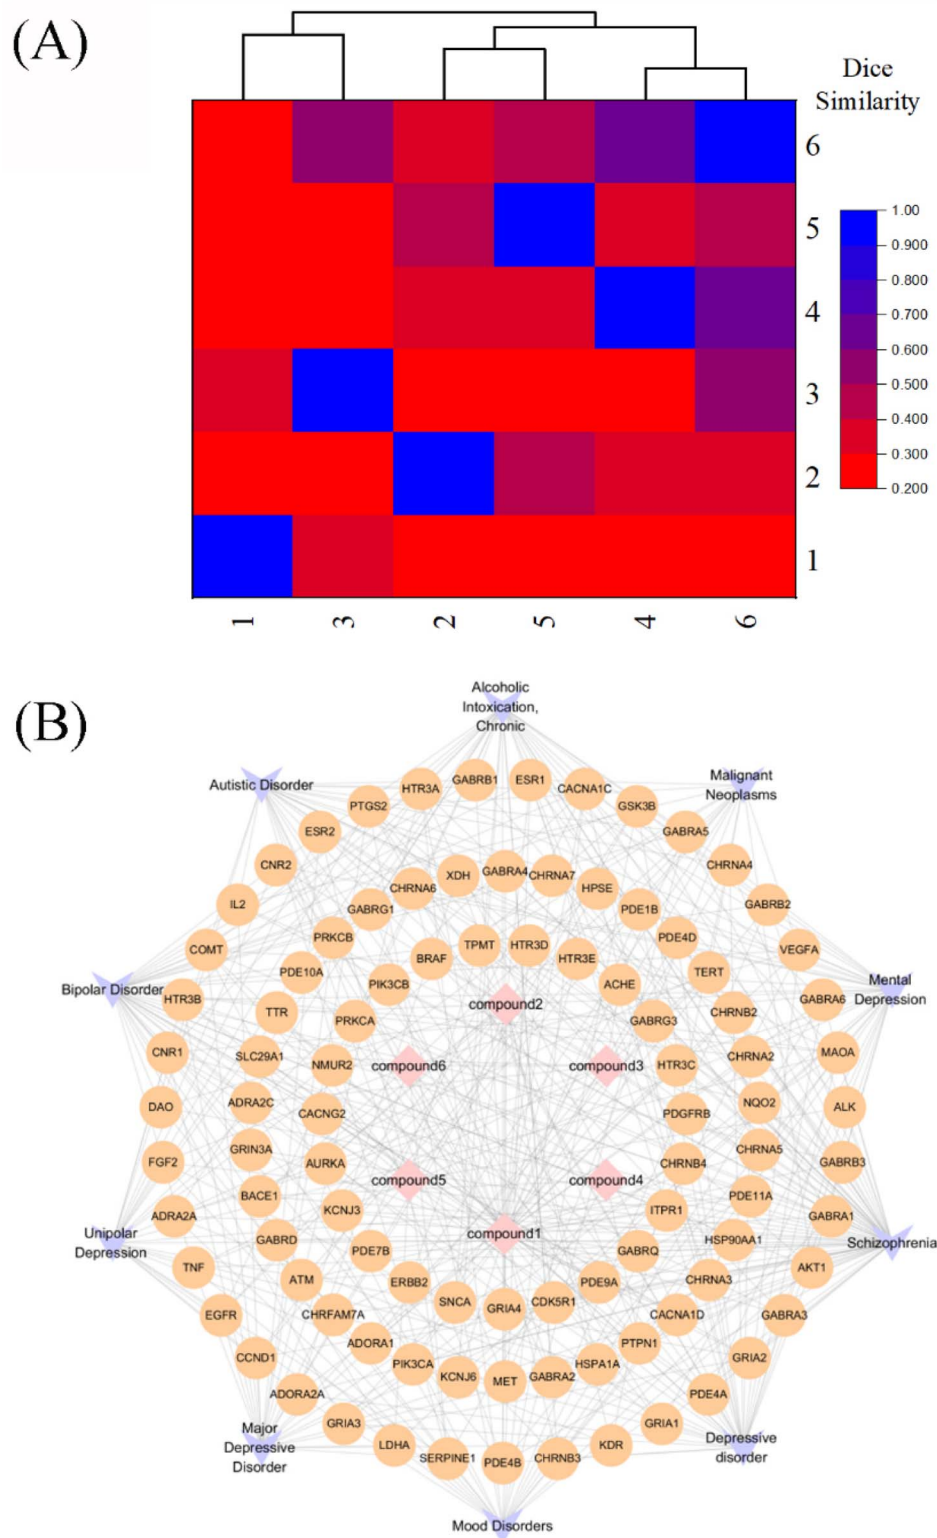 (A)
Dice
Similarity
6
5
4
3
2
1
1.00
0.900
0.800
0.700
0.600
0.500
0.400
0.300
0.200
1 3 2 5 4 6
(B)
Alcoholic
Intoxication,
Chronic
Autistic Disorder
Malignant
Neoplasms
Mental
Depression
Schizophrenia
Depressive
disorder
Mood Disorders
Major
Depressive
Disorder
Unipolar
Depression
Bipolar Disorder
GABRB1
ESR1
CACNA1C
GSK3B
GABRA5
CHRNA4
GABRB2
VEGFA
GABRA6
MAOA
ALK
GABRB3
GABRA1
AKT1
GABRA3
GRIA2
PDE4A
GRIA1
KDR
CHRNB3
PDE4B
SERPINE1
LDHA
GRIA3
ADORA2A
CCND1
EGFR
TNF
ADRA2A
FGF2
DAO
CNR1
HTR3B
COMT
IL2
CNR2
ESR2
PTGS2
HTR3A
GABRA4
CHRNA7
HPSE
PDE1B
PDE4D
TERT
CHRNB2
CHRNA2
NQO2
CHRNA5
PDE11A
HSP90AA1
CHRNA3
CACNA1D
PTPN1
HSPA1A
GABRA2
MET
KCNJ6
PIK3CA
ADORA1
CHRFAM7A
ATM
GABRD
BACE1
GRIN3A
ADRA2C
SLC29A1
TTR
PDE10A
PRKCB
GABRG1
CHRNA6
XDH
TPMT
HTR3D
HTR3E
ACHE
GABRG3
HTR3C
PDGFRB
CHRNB4
ITPR1
GABRQ
PDE9A
CDK5R1
GRIA4
SNCA
ERBB2
PDE7B
KCNJ3
AURKA
CACNG2
NMUR2
PRKCA
PIK3CB
BRAF
compound2
compound3
compound4
compound1
compound5
compound6